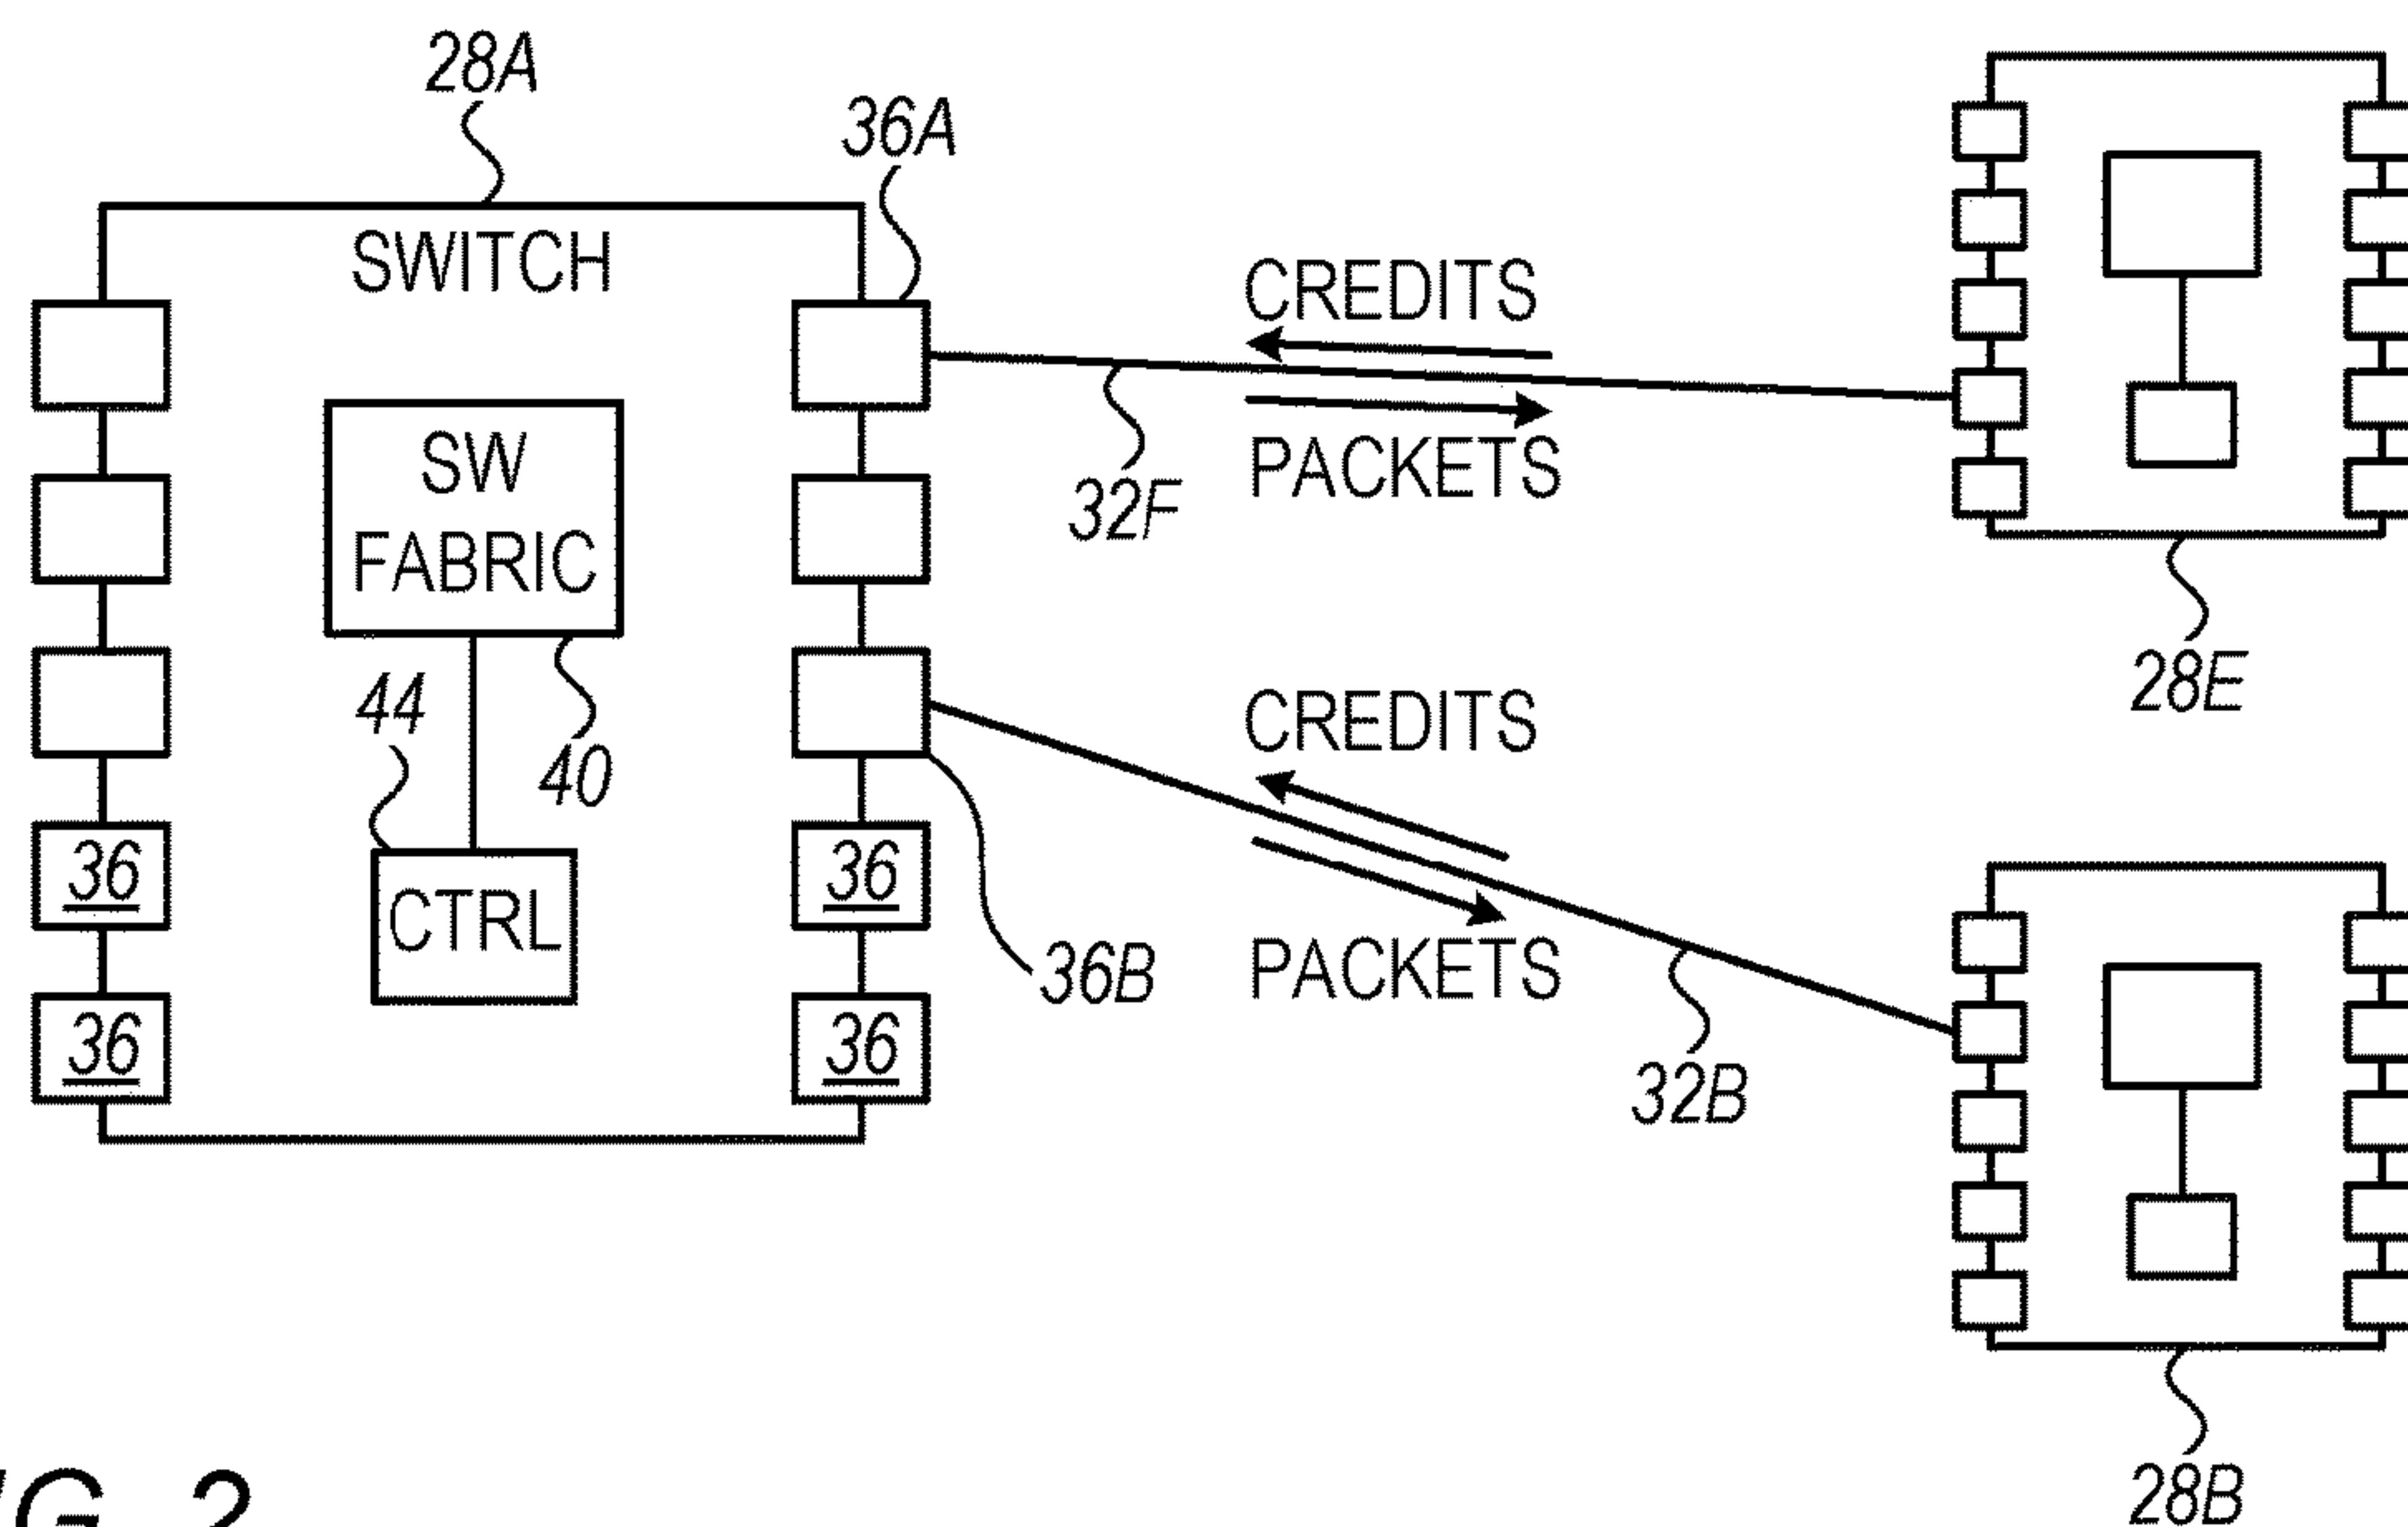 28A
36A
SWITCH
CREDITS
SW
FABRIC
PACKETS
32F
28E
44
40
CREDITS
36
36
CTRL
36B
PACKETS
36
36
32B
28B
G. 2